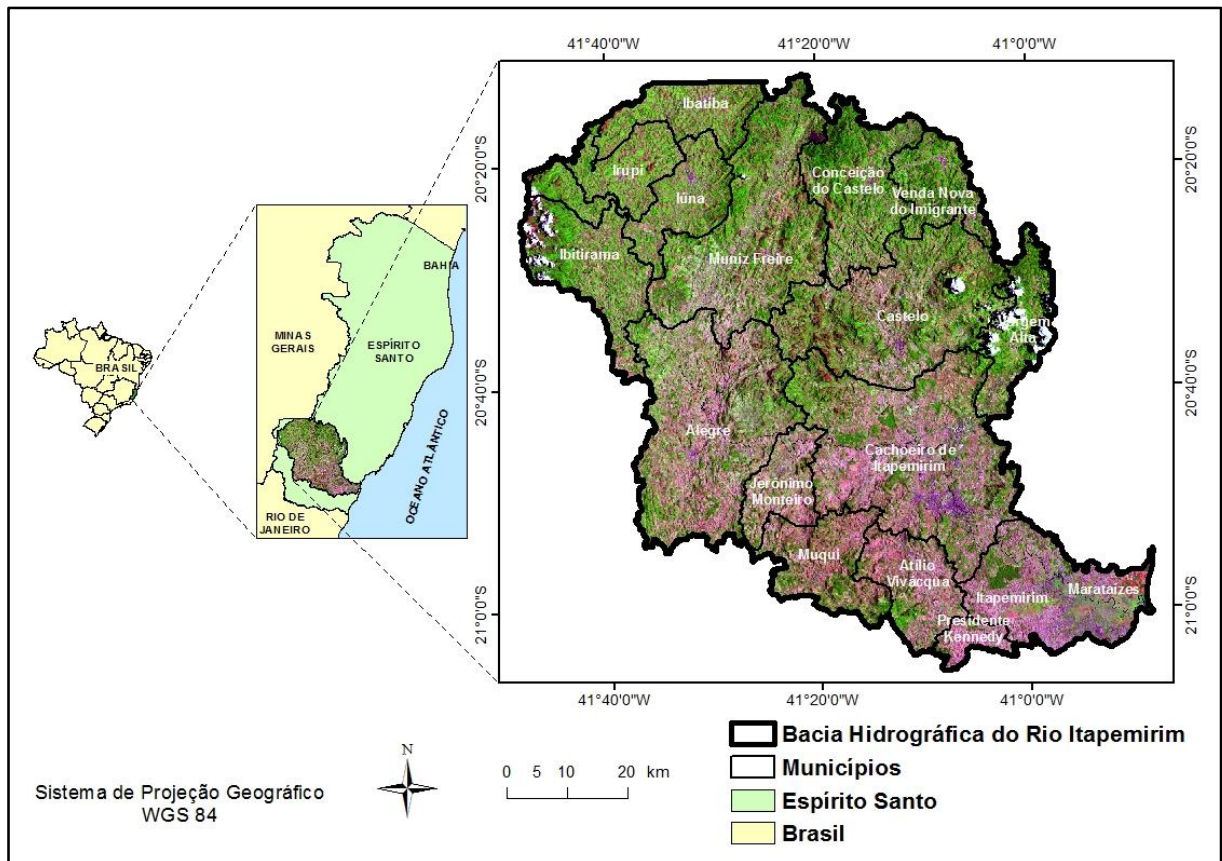 41°40'0"W 41°20'0"W 41°0'0"W
20°20'0"S
20°40'0"S
21°0'0"S
20°20'0"S
20°40'0"S
21°0'0"S
41°40'0"W 41°20'0"W 41°0'0"W
Ibatiba
Irupi
Iúna
Conceição
do Castelo
Venda Nova
do Imigrante
Ibitirama
Muniz Freire
Castelo
Vargem
Alta
Alegre
Cachoeiro de
Itapemirim
Jerônimo
Monteiro
Muqui
Atílio
Vivácqua
Itapemirim
Marataízes
Presidente
Kennedy
BRASIL
BAHIA
MINAS
GERAIS
ESPÍRITO
SANTO
OCEANO ATLÂNTICO
RIO DE
JANEIRO
Sistema de Projeção Geográfico
WGS 84
N
0 5 10 20 km
Bacia Hidrográfica do Rio Itapemirim
Municípios
Espírito Santo
Brasil